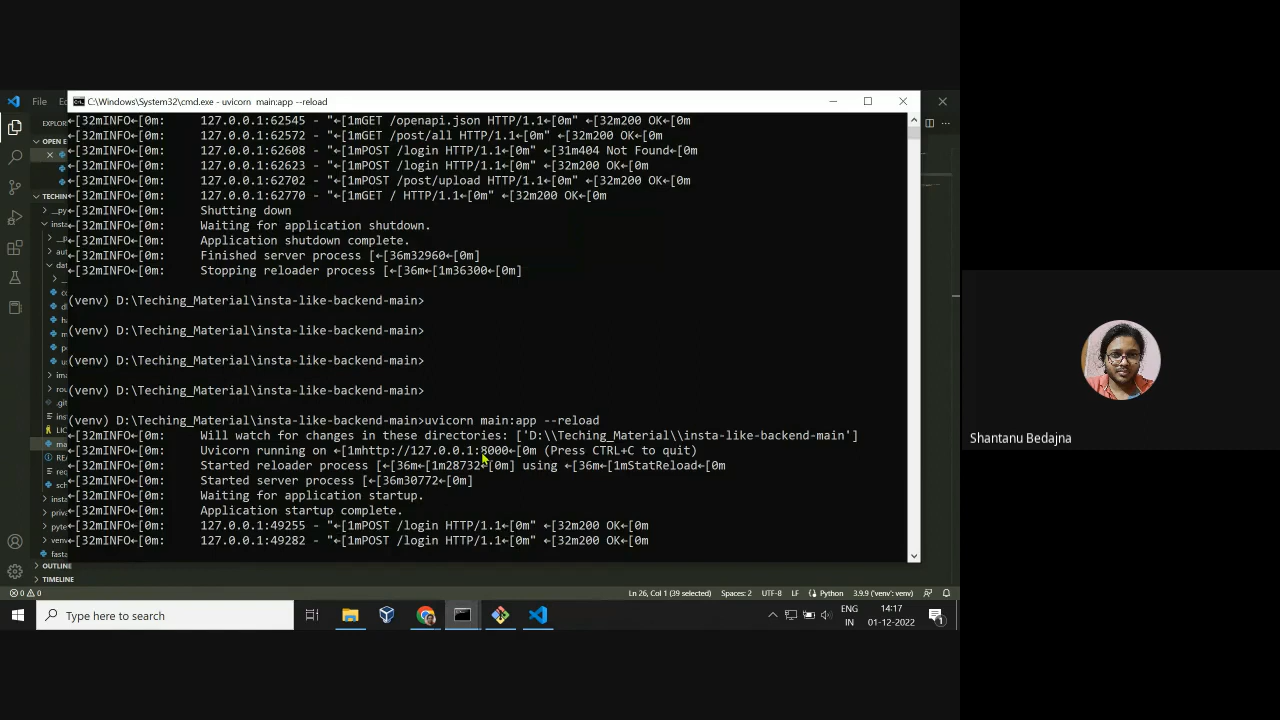 File
C:\Windows\System32\cmd.exe - uvicorn main:app --reload
EXPLOR
OPEN E
TECHIN
←[32mINFO←[0m:     127.0.0.1:62545 - "←[1mGET /openapi.json HTTP/1.1←[0m" ←[32m200 OK←[0m
←[32mINFO←[0m:     127.0.0.1:62572 - "←[1mGET /post/all HTTP/1.1←[0m" ←[32m200 OK←[0m
←[32mINFO←[0m:     127.0.0.1:62608 - "←[1mPOST /login HTTP/1.1←[0m" ←[31m404 Not Found←[0m
←[32mINFO←[0m:     127.0.0.1:62623 - "←[1mPOST /login HTTP/1.1←[0m" ←[32m200 OK←[0m
←[32mINFO←[0m:     127.0.0.1:62702 - "←[1mPOST /post/upload HTTP/1.1←[0m" ←[32m200 OK←[0m
←[32mINFO←[0m:     127.0.0.1:62770 - "←[1mGET / HTTP/1.1←[0m" ←[32m200 OK←[0m
←[32mINFO←[0m:     Shutting down
←[32mINFO←[0m:     Waiting for application shutdown.
←[32mINFO←[0m:     Application shutdown complete.
←[32mINFO←[0m:     Finished server process [←[36m32960←[0m]
←[32mINFO←[0m:     Stopping reloader process [←[36m←[1m36300←[0m]
(venv) D:\Teching_Material\insta-like-backend-main>
(venv) D:\Teching_Material\insta-like-backend-main>
(venv) D:\Teching_Material\insta-like-backend-main>
(venv) D:\Teching_Material\insta-like-backend-main>
(venv) D:\Teching_Material\insta-like-backend-main>uvicorn main:app --reload
←[32mINFO←[0m:     Will watch for changes in these directories: ['D:\\Teching_Material\\insta-like-backend-main']
←[32mINFO←[0m:     Uvicorn running on ←[1mhttp://127.0.0.1:8000←[0m (Press CTRL+C to quit)
←[32mINFO←[0m:     Started reloader process [←[36m←[1m28732←[0m] using ←[36m←[1mStatReload←[0m
←[32mINFO←[0m:     Started server process [←[36m30772←[0m]
←[32mINFO←[0m:     Waiting for application startup.
←[32mINFO←[0m:     Application startup complete.
←[32mINFO←[0m:     127.0.0.1:49255 - "←[1mPOST /login HTTP/1.1←[0m" ←[32m200 OK←[0m
←[32mINFO←[0m:     127.0.0.1:49282 - "←[1mPOST /login HTTP/1.1←[0m" ←[32m200 OK←[0m
OUTLINE
TIMELINE
0 0
Ln 26, Col 1 (39 selected) Spaces: 2 UTF-8 LF Python 3.9.9 ('venv': venv)
Type here to search
ENG
IN
14:17
01-12-2022
1
Shantanu Bedajna